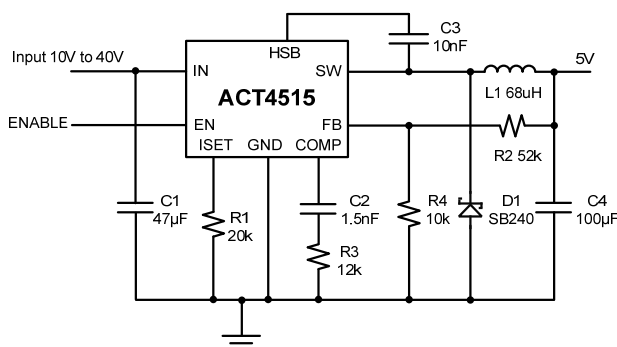 C3
10nF
HSB
Input 10V to 40V
IN
SW
5V
ACT4515
L1 68uH
ENABLE
EN
FB
ISET
GND
COMP
R2 52k
C1
47µF
R1
20k
C2
1.5nF
R3
12k
R4
10k
D1
SB240
C4
100µF